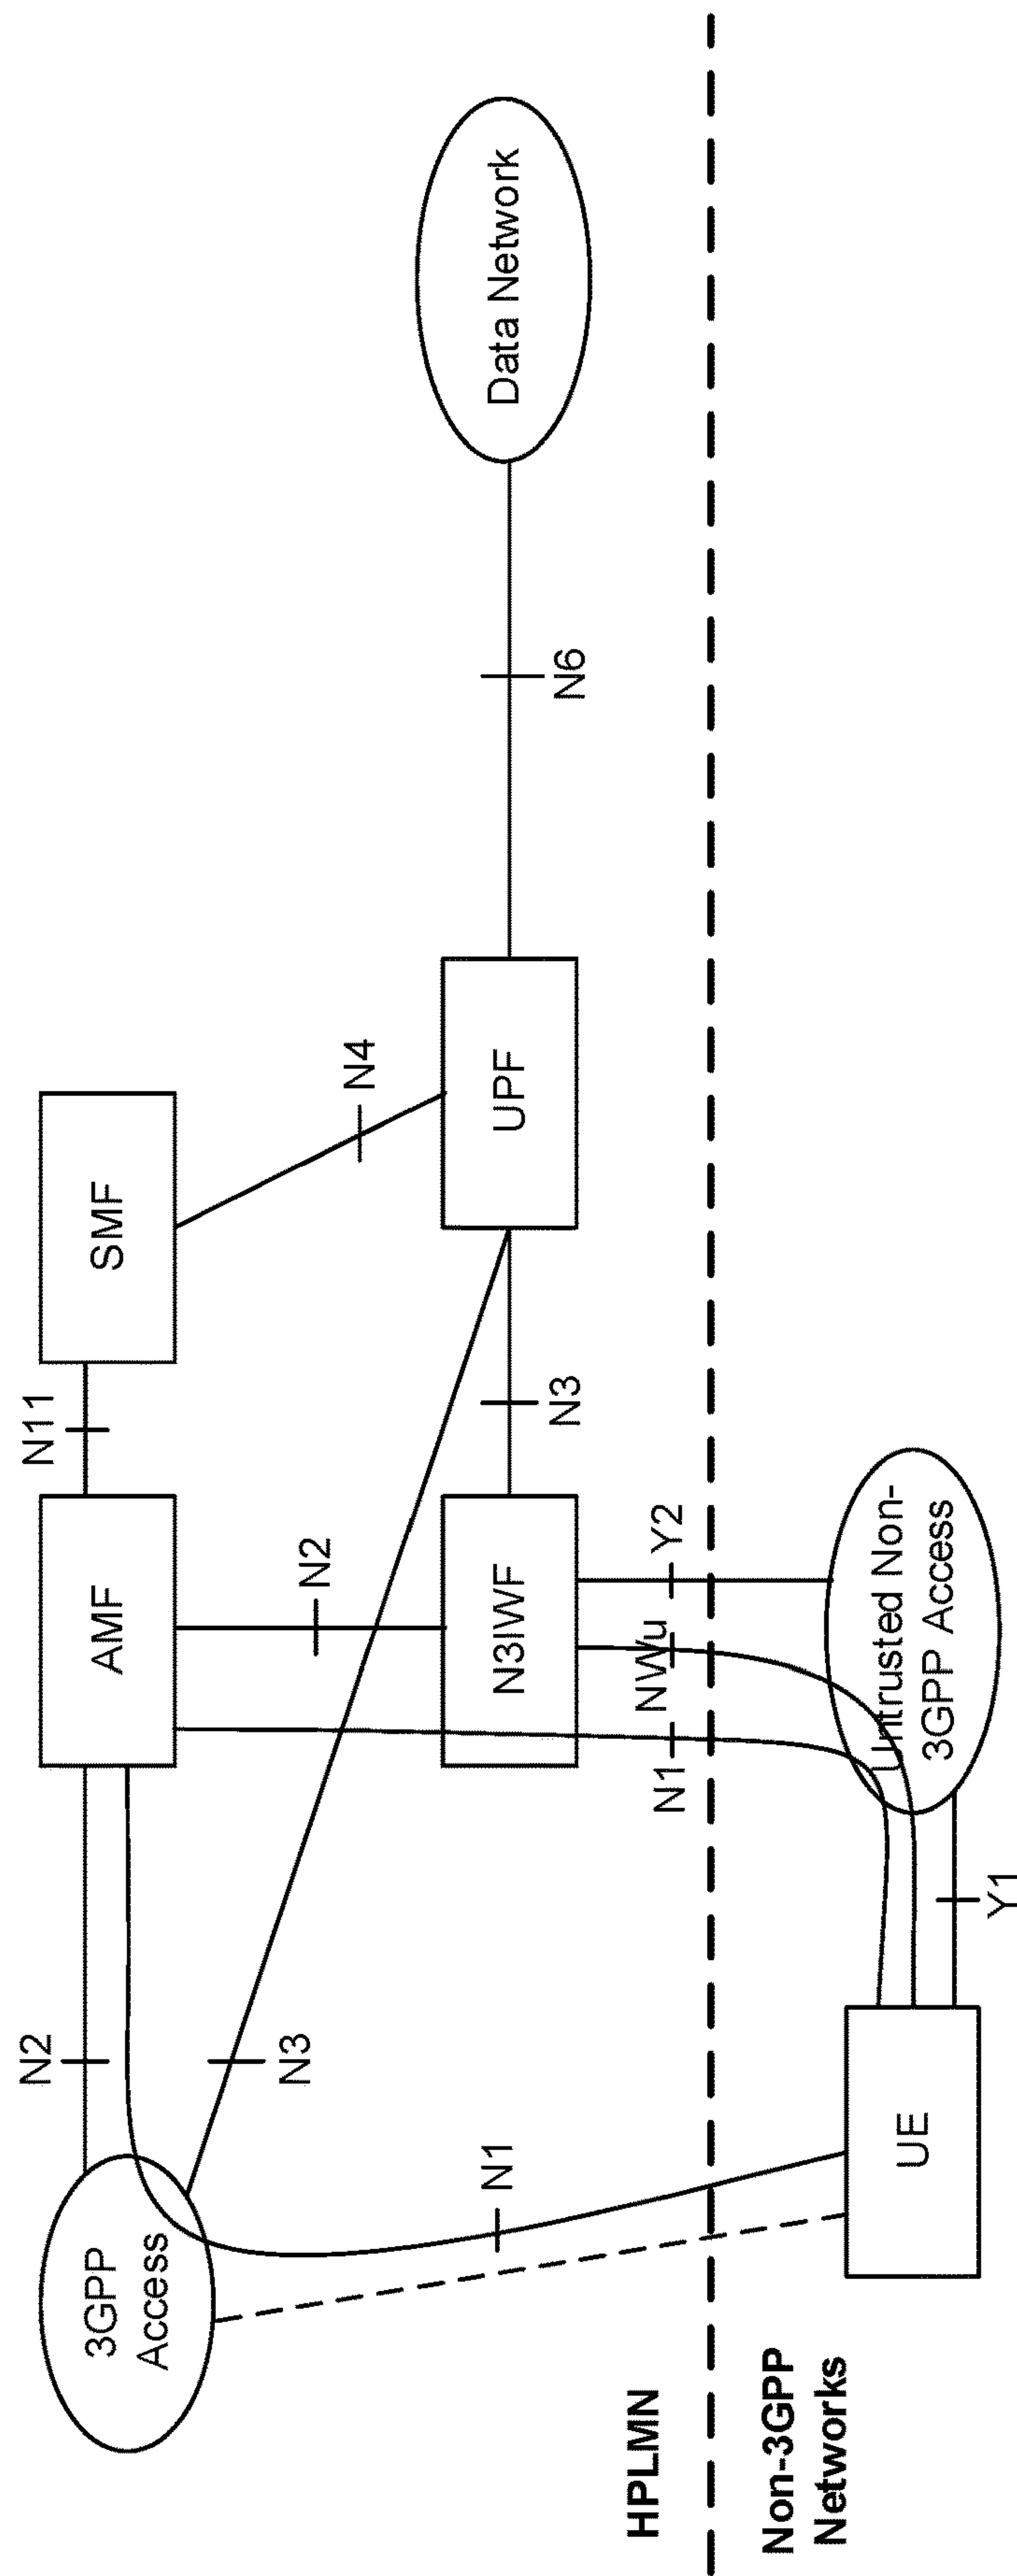 N2
N11
3GPP
Access
AMF
SMF
N3
N2
N4
N1
N3IWF
UPF
Data Network
N3
N6
HPLMN
N1
NWu
Y2
Non-3GPP
Networks
UE
Untrusted Non-
3GPP Access
Y1